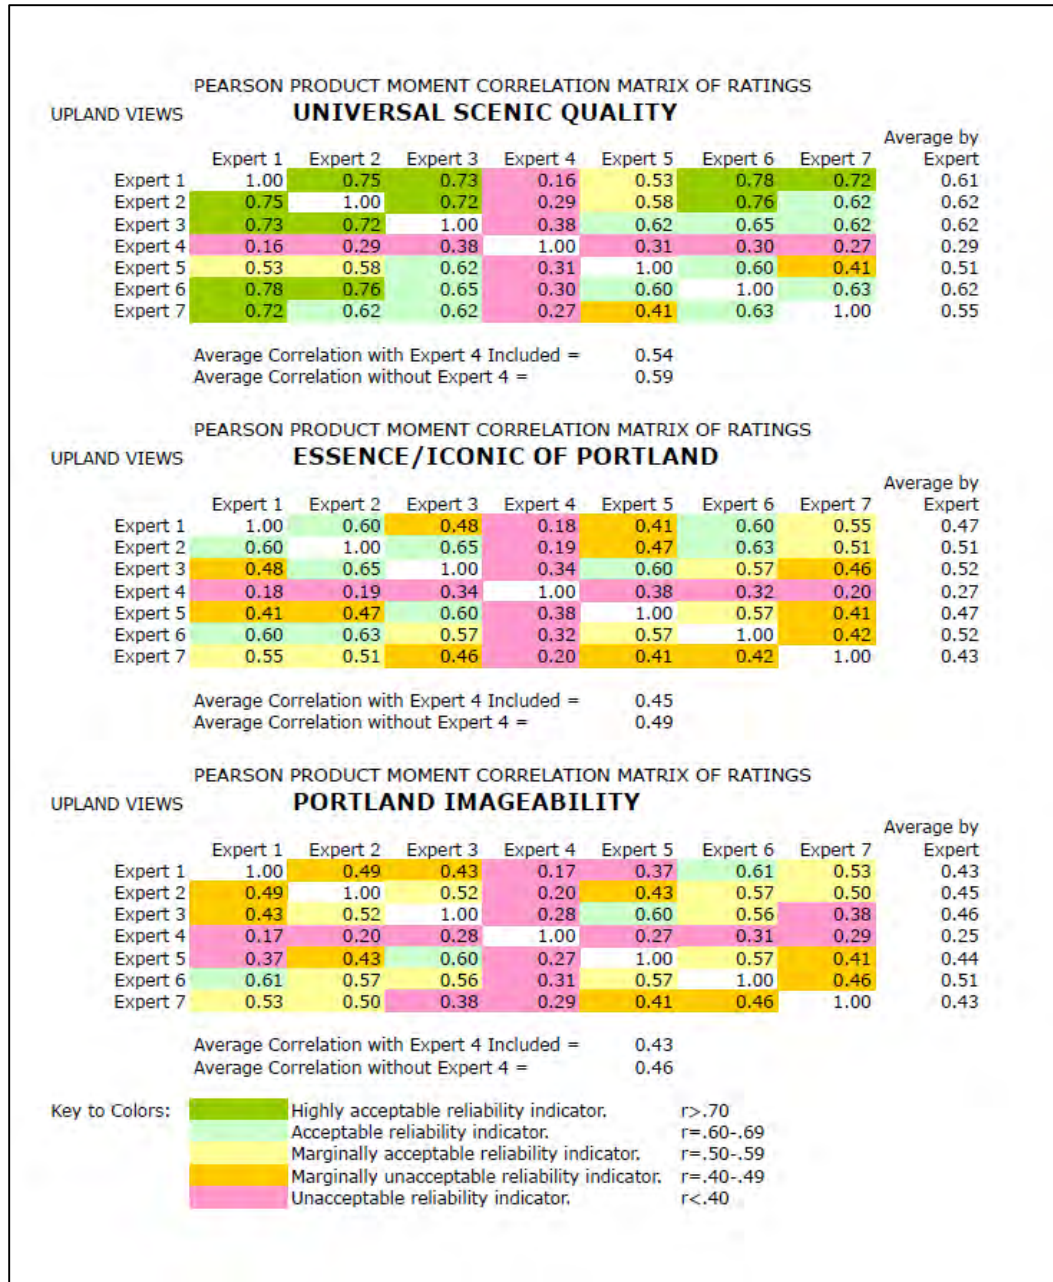 PEARSON PRODUCT MOMENT CORRELATION MATRIX OF RATINGS
UPLAND VIEWS UNIVERSAL SCENIC QUALITY
Average by
Expert 1 Expert 2 Expert 3 Expert 4 Expert 5 Expert 6 Expert 7 Expert
Expert 1 1.00 0.75 0.73 0.16 0.53 0.78 0.72 0.61
Expert 2 0.75 1.00 0.72 0.29 0.58 0.76 0.62 0.62
Expert 3 0.73 0.72 1.00 0.38 0.62 0.65 0.62 0.62
Expert 4 0.16 0.29 0.38 1.00 0.31 0.30 0.27 0.29
Expert 5 0.53 0.58 0.62 0.31 1.00 0.60 0.41 0.51
Expert 6 0.78 0.76 0.65 0.30 0.60 1.00 0.63 0.62
Expert 7 0.72 0.62 0.62 0.27 0.41 0.63 1.00 0.55
Average Correlation with Expert 4 Included = 0.54
Average Correlation without Expert 4 = 0.59
PEARSON PRODUCT MOMENT CORRELATION MATRIX OF RATINGS
UPLAND VIEWS ESSENCE/ICONIC OF PORTLAND
Average by
Expert 1 Expert 2 Expert 3 Expert 4 Expert 5 Expert 6 Expert 7 Expert
Expert 1 1.00 0.60 0.48 0.18 0.41 0.60 0.55 0.47
Expert 2 0.60 1.00 0.65 0.19 0.47 0.63 0.51 0.51
Expert 3 0.48 0.65 1.00 0.34 0.60 0.57 0.46 0.52
Expert 4 0.18 0.19 0.34 1.00 0.38 0.32 0.20 0.27
Expert 5 0.41 0.47 0.60 0.38 1.00 0.57 0.41 0.47
Expert 6 0.60 0.63 0.57 0.32 0.57 1.00 0.42 0.52
Expert 7 0.55 0.51 0.46 0.20 0.41 0.42 1.00 0.43
Average Correlation with Expert 4 Included = 0.45
Average Correlation without Expert 4 = 0.49
PEARSON PRODUCT MOMENT CORRELATION MATRIX OF RATINGS
UPLAND VIEWS PORTLAND IMAGEABILITY
Average by
Expert 1 Expert 2 Expert 3 Expert 4 Expert 5 Expert 6 Expert 7 Expert
Expert 1 1.00 0.49 0.43 0.17 0.37 0.61 0.53 0.43
Expert 2 0.49 1.00 0.52 0.20 0.43 0.57 0.50 0.45
Expert 3 0.43 0.52 1.00 0.28 0.60 0.56 0.38 0.46
Expert 4 0.17 0.20 0.28 1.00 0.27 0.31 0.29 0.25
Expert 5 0.37 0.43 0.60 0.27 1.00 0.57 0.41 0.44
Expert 6 0.61 0.57 0.56 0.31 0.57 1.00 0.46 0.51
Expert 7 0.53 0.50 0.38 0.29 0.41 0.46 1.00 0.43
Average Correlation with Expert 4 Included = 0.43
Average Correlation without Expert 4 = 0.46
Key to Colors: Highly acceptable reliability indicator. r>.70
Acceptable reliability indicator. r=.60-.69
Marginally acceptable reliability indicator. r=.50-.59
Marginally unacceptable reliability indicator. r=.40-.49
Unacceptable reliability indicator. r<.40